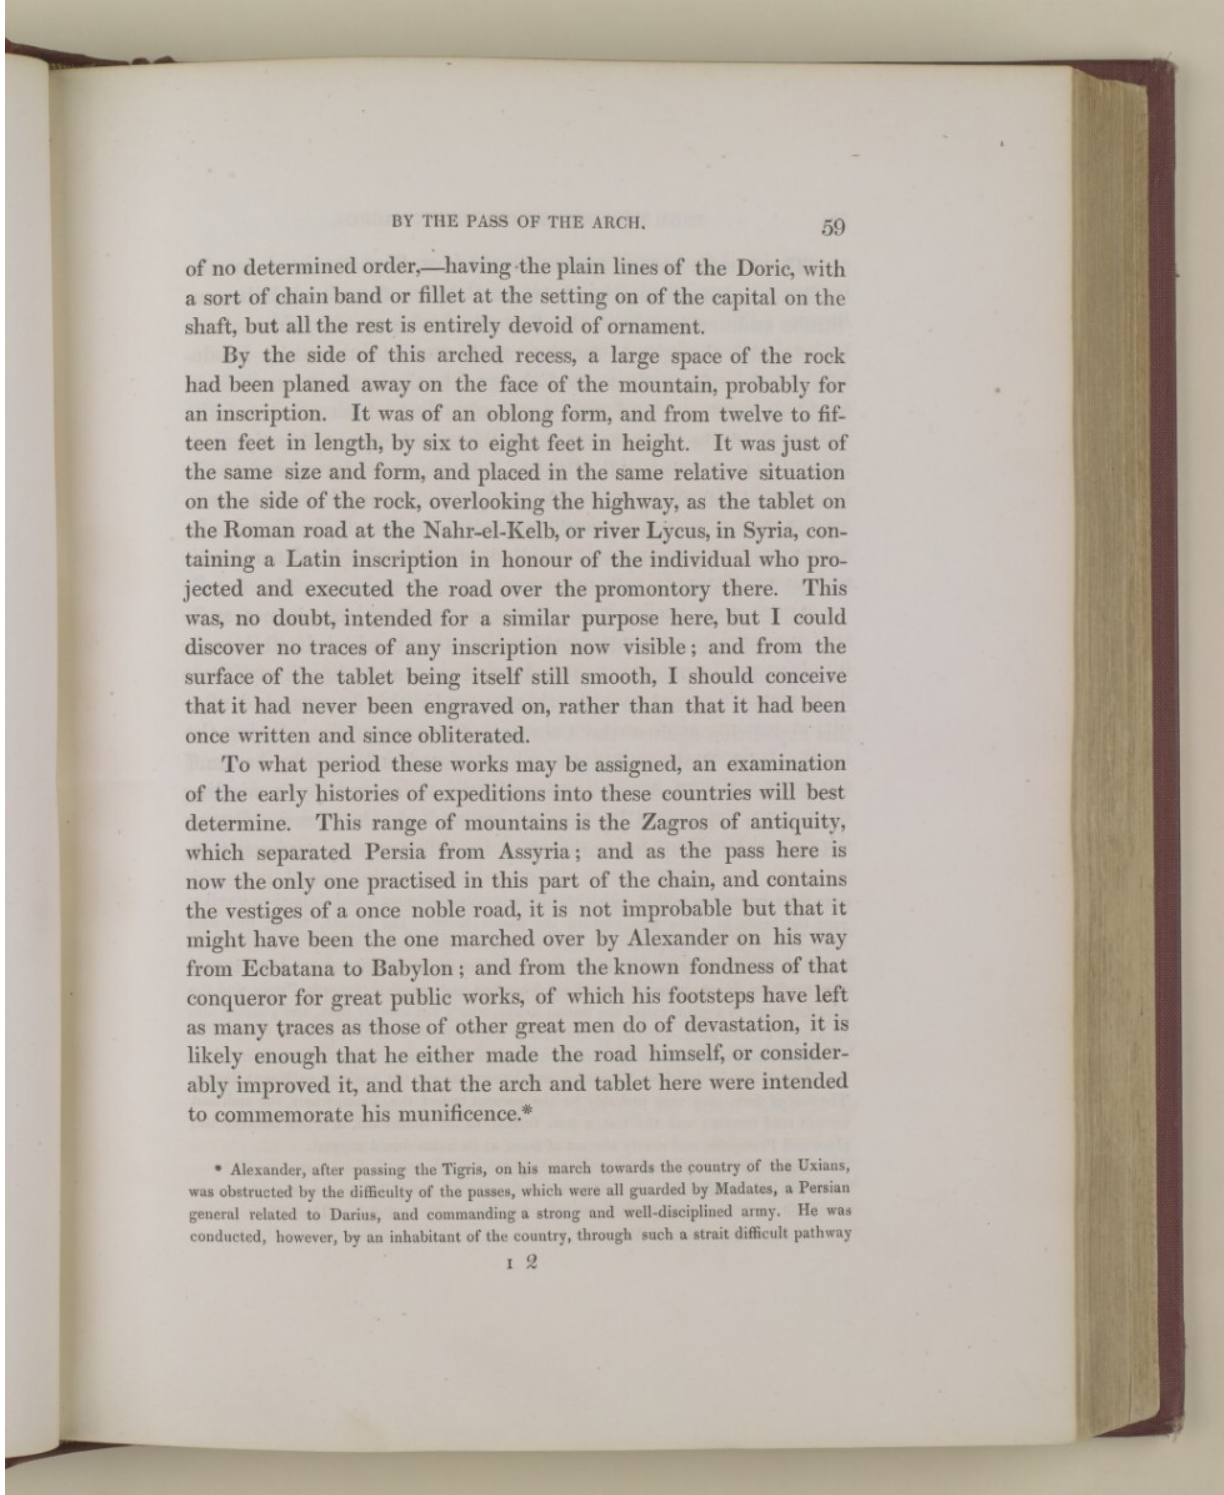 BY THE PASS OF THE ARCH. 59
of no determined order,—having the plain lines of the Doric, with
a sort of chain band or fillet at the setting on of the capital on the
shaft, but all the rest is entirely devoid of ornament.
By the side of this arched recess, a large space of the rock
had been planed away on the face of the mountain, probably for
an inscription. It was of an oblong form, and from twelve to fif-
teen feet in length, by six to eight feet in height. It was just of
the same size and form, and placed in the same relative situation
on the side of the rock, overlooking the highway, as the tablet on
the Roman road at the Nahr-el-Kelb, or river Lycus, in Syria, con-
taining a Latin inscription in honour of the individual who pro-
jected and executed the road over the promontory there. This
was, no doubt, intended for a similar purpose here, but I could
discover no traces of any inscription now visible; and from the
surface of the tablet being itself still smooth, I should conceive
that it had never been engraved on, rather than that it had been
once written and since obliterated.
To what period these works may be assigned, an examination
of the early histories of expeditions into these countries will best
determine. This range of mountains is the Zagros of antiquity,
which separated Persia from Assyria; and as the pass here is
now the only one practised in this part of the chain, and contains
the vestiges of a once noble road, it is not improbable but that it
might have been the one marched over by Alexander on his way
from Ecbatana to Babylon; and from the known fondness of that
conqueror for great public works, of which his footsteps have left
as many traces as those of other great men do of devastation, it is
likely enough that he either made the road himself, or consider-
ably improved it, and that the arch and tablet here were intended
to commemorate his munificence.*
* Alexander, after passing the Tigris, on his march towards the country of the Uxians,
was obstructed by the difficulty of the passes, which were all guarded by Madates, a Persian
general related to Darius, and commanding a strong and well-disciplined army. He was
conducted, however, by an inhabitant of the country, through such a strait difficult pathway
I 2